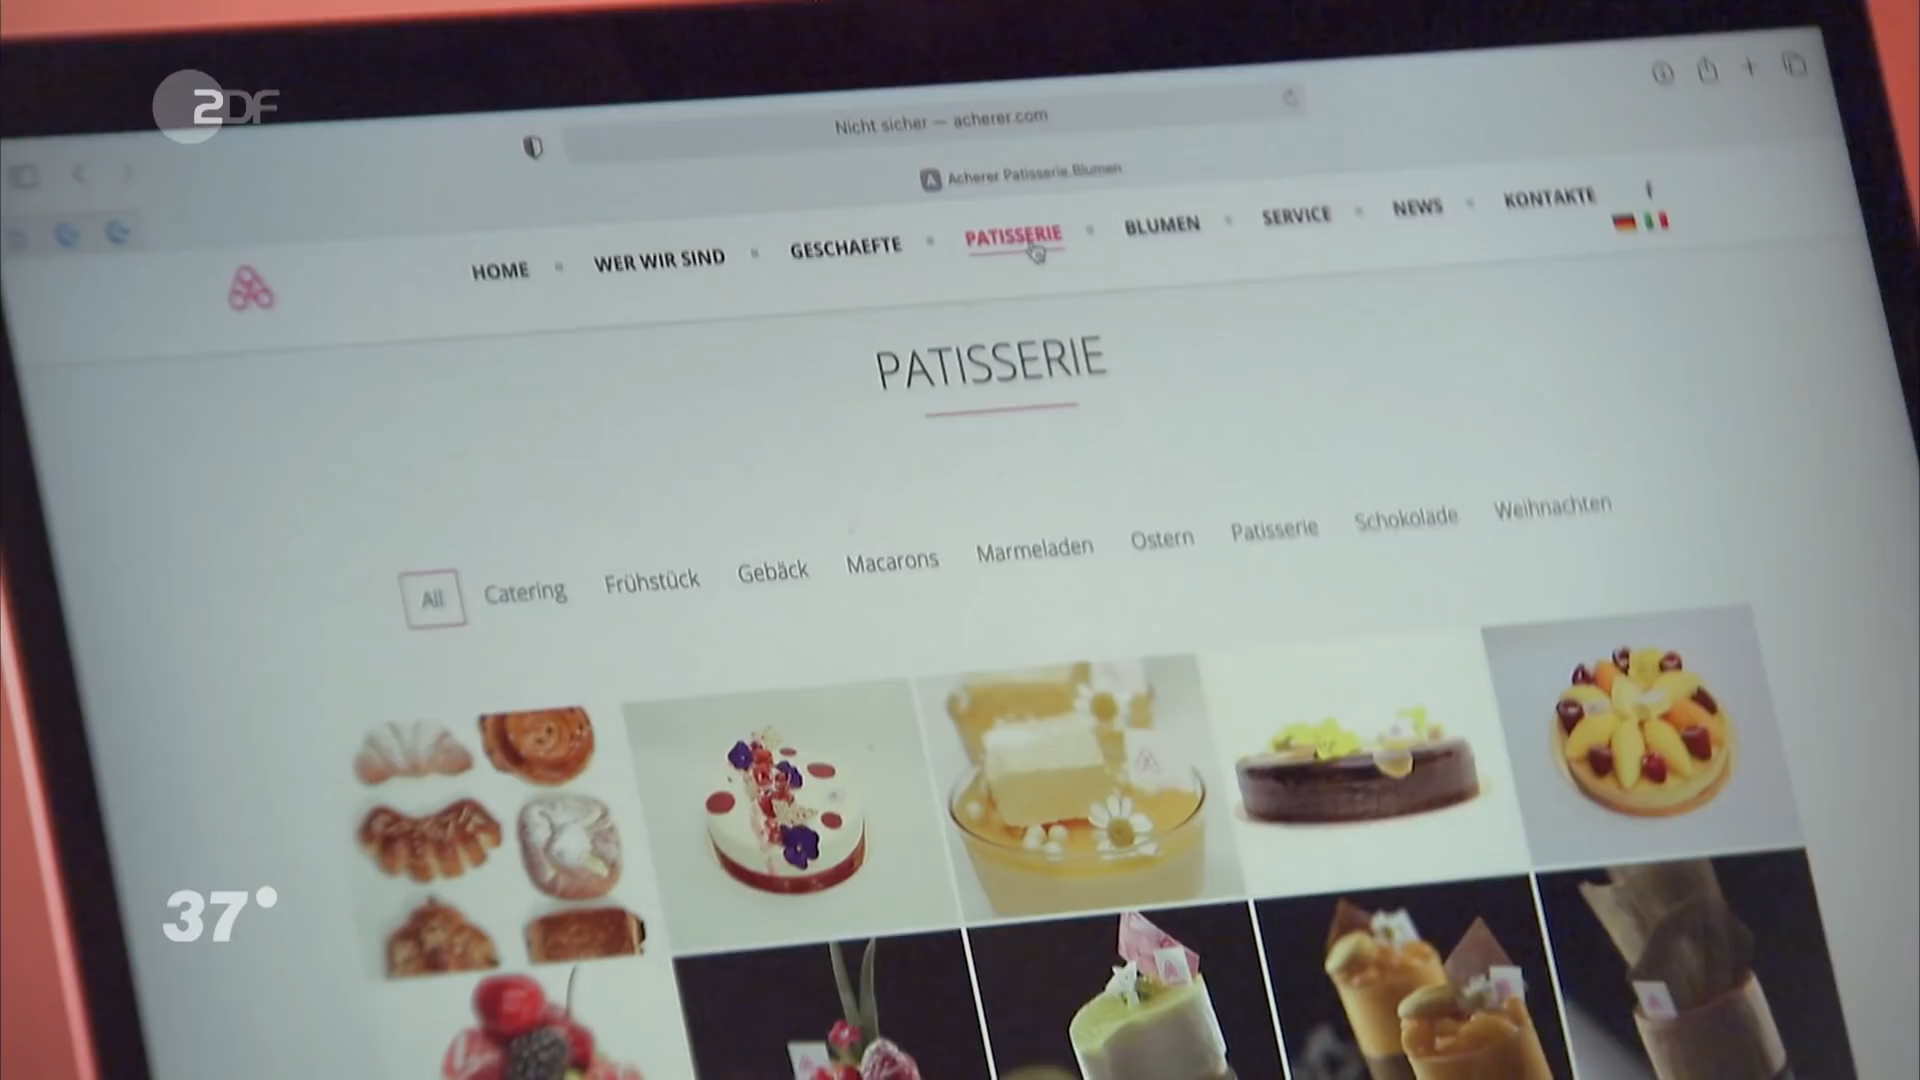 ZDF
Nicht sicher — acherer.com
Acherer Patisserie.Blumen
HOME WER WIR SIND GESCHAEFTE PATISSERIE BLUMEN SERVICE NEWS KONTAKTE f
PATISSERIE
All Catering Frühstück Gebäck Macarons Marmeladen Ostern Patisserie Schokolade Weihnachten
37°